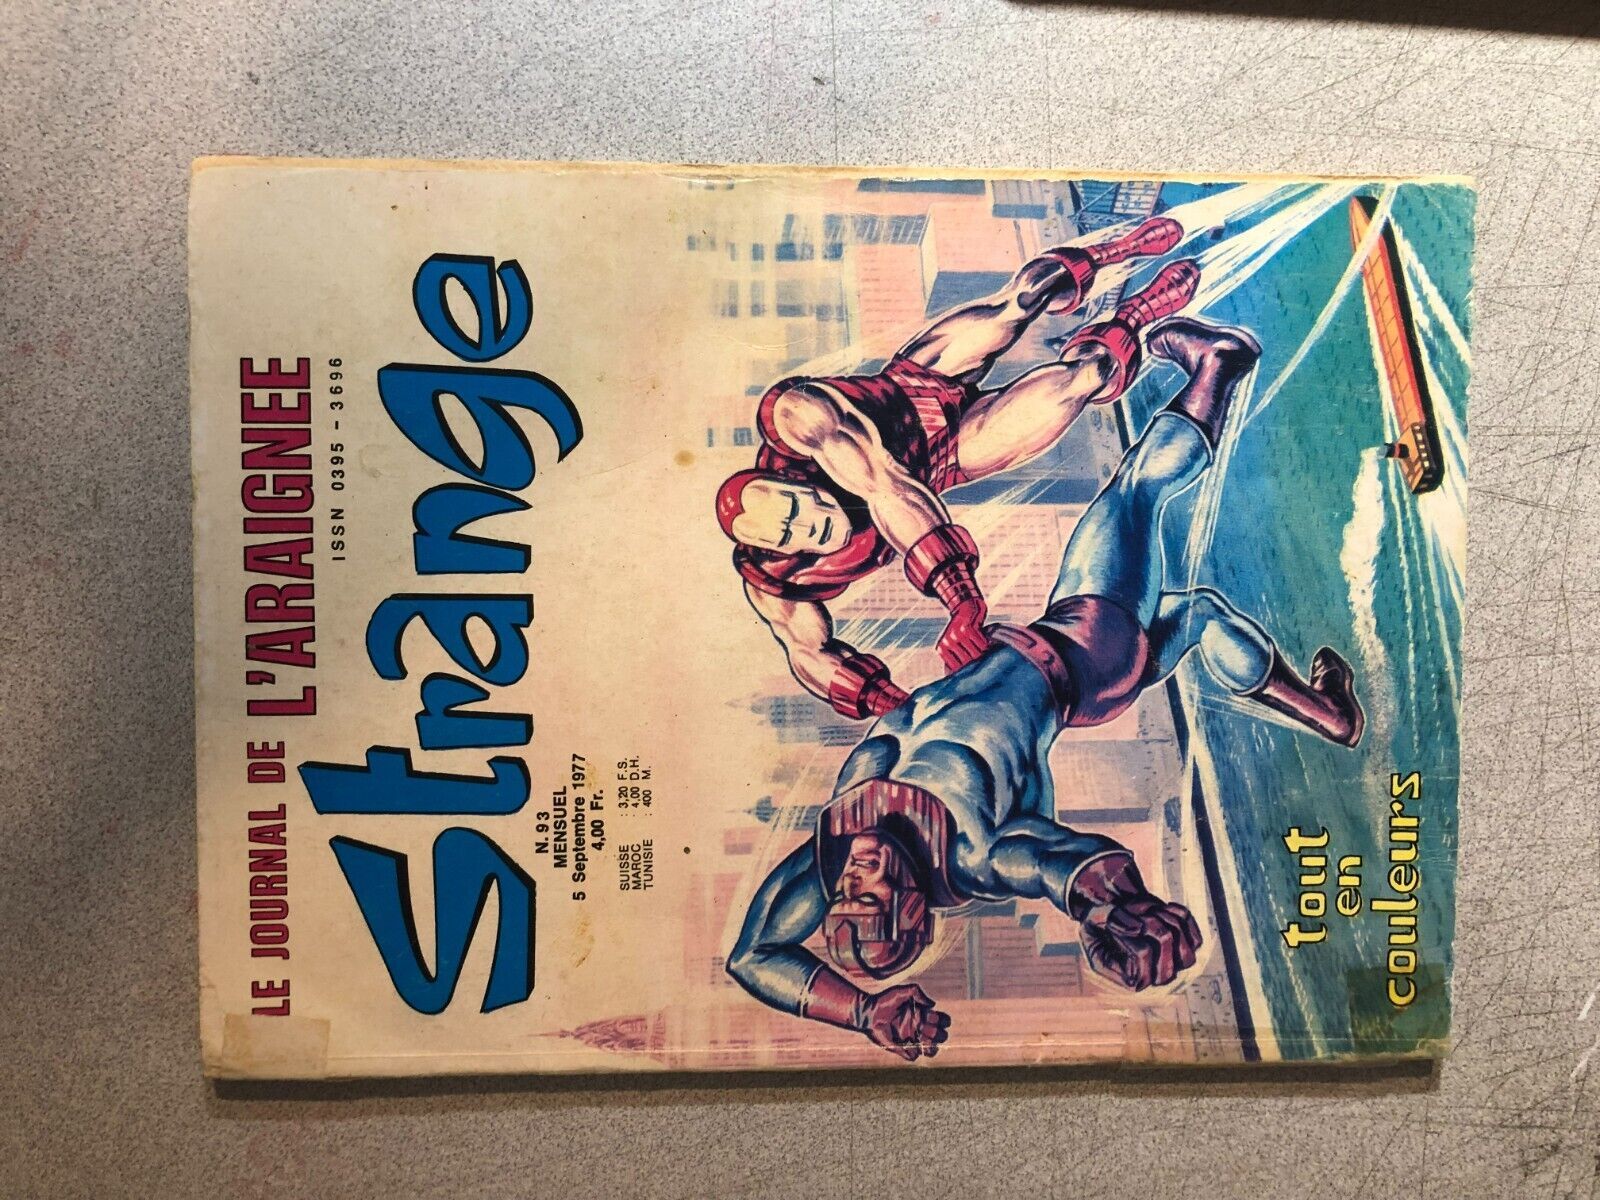 LE JOURNAL DE L'ARAIGNEE
ISSN 0395 - 3696
Strange
N. 93
MENSUEL
5 Septembre 1977
4,00 Fr.
SUISSE : 3,20 F.S.
MAROC : 4,00 D.H.
TUNISIE : 400 M.
tout
en
couleurs